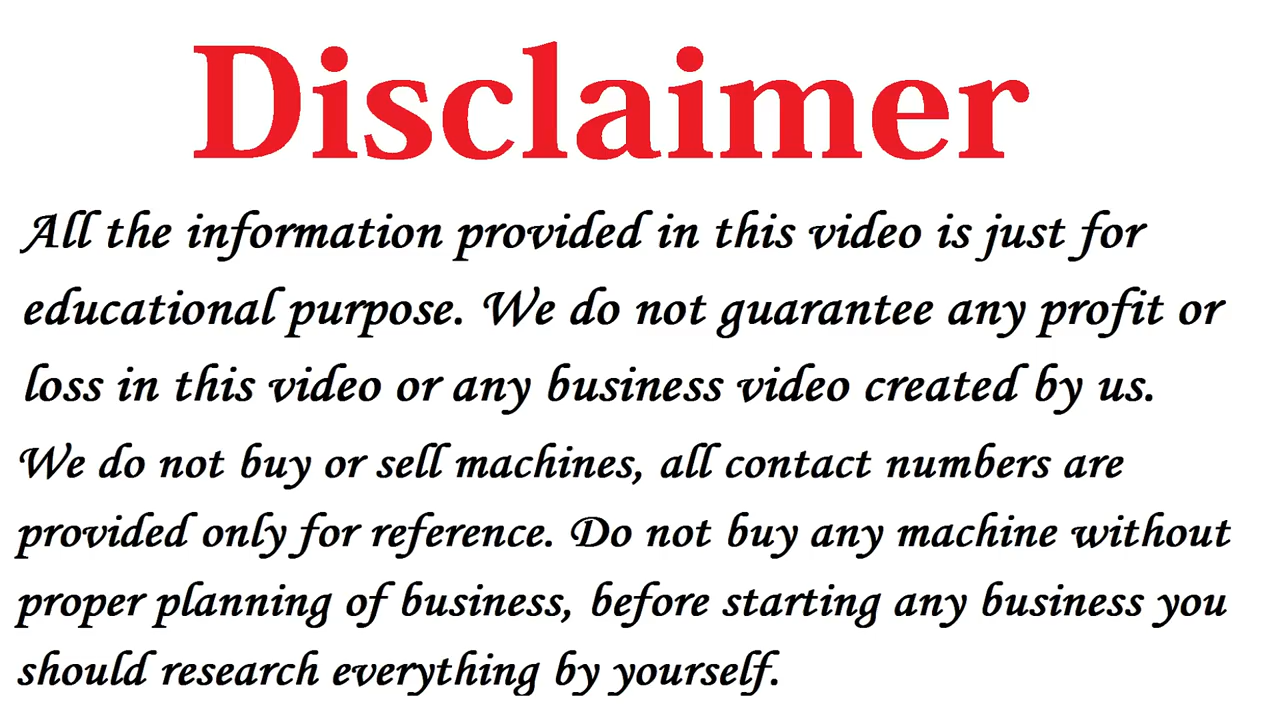 Disclaimer
All the information provided in this video is just for
educational purpose. We do not guarantee any profit or
loss in this video or any business video created by us.
We do not buy or sell machines, all contact numbers are
provided only for reference. Do not buy any machine without
proper planning of business, before starting any business you
should research everything by yourself.